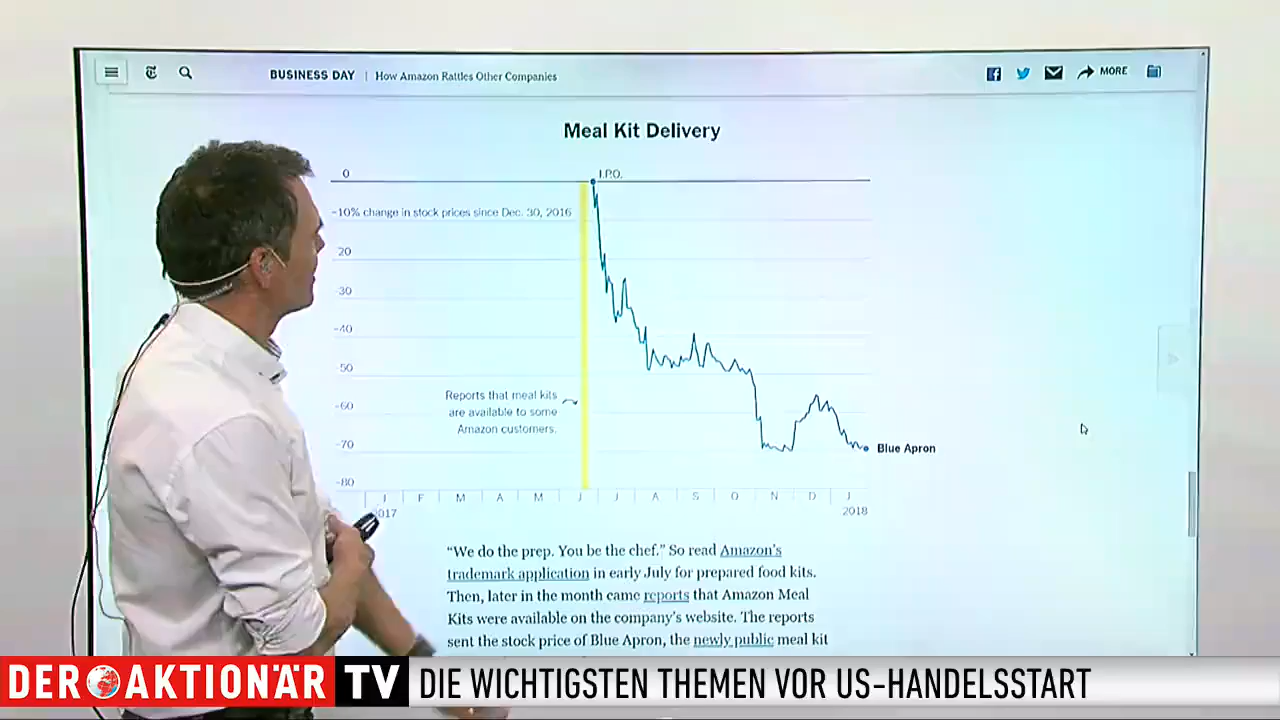 BUSINESS DAY | How Amazon Rattles Other Companies
MORE
Meal Kit Delivery
0
I.P.O.
-10% change in stock prices since Dec. 30, 2016
-20
-30
-40
-50
-60
-70
-80
Reports that meal kits
are available to some
Amazon customers.
Blue Apron
J F M A M J J A S O N D J
2017
2018
“We do the prep. You be the chef.” So read Amazon’s
trademark application in early July for prepared food kits.
Then, later in the month came reports that Amazon Meal
Kits were available on the company’s website. The reports
sent the stock price of Blue Apron, the newly public meal kit
DER AKTIONÄR TV
DIE WICHTIGSTEN THEMEN VOR US-HANDELSSTART